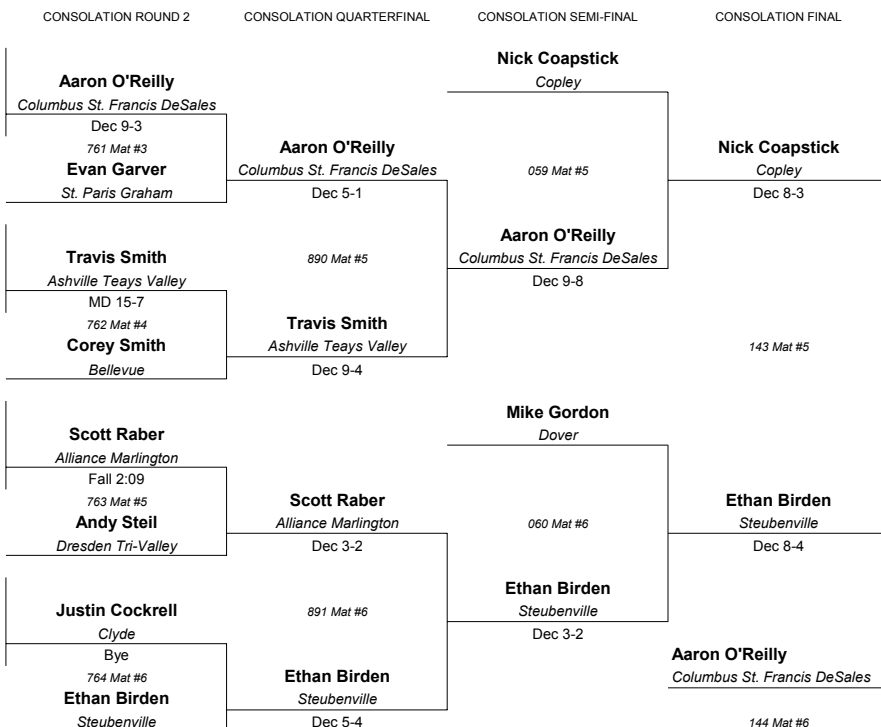 CONSOLATION ROUND 2 CONSOLATION QUARTERFINAL CONSOLATION SEMI-FINAL CONSOLATION FINAL
Aaron O'Reilly
Columbus St. Francis DeSales
Dec 9-3
761 Mat #3
Evan Garver
St. Paris Graham
Travis Smith
Ashville Teays Valley
MD 15-7
762 Mat #4
Corey Smith
Bellevue
Scott Raber
Alliance Marlington
Fall 2:09
763 Mat #5
Andy Steil
Dresden Tri-Valley
Justin Cockrell
Clyde
Bye
764 Mat #6
Ethan Birden
Steubenville
Aaron O'Reilly
Columbus St. Francis DeSales
Dec 5-1
890 Mat #5
Travis Smith
Ashville Teays Valley
Dec 9-4
Scott Raber
Alliance Marlington
Dec 3-2
891 Mat #6
Ethan Birden
Steubenville
Dec 5-4
Nick Coapstick
Copley
059 Mat #5
Aaron O'Reilly
Columbus St. Francis DeSales
Dec 9-8
Mike Gordon
Dover
060 Mat #6
Ethan Birden
Steubenville
Dec 3-2
Nick Coapstick
Copley
Dec 8-3
143 Mat #5
Ethan Birden
Steubenville
Dec 8-4
Aaron O'Reilly
Columbus St. Francis DeSales
144 Mat #6